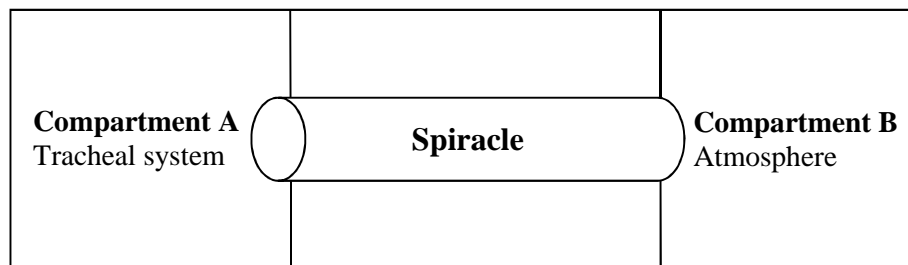 Compartment A
Tracheal system
Spiracle
Compartment B
Atmosphere